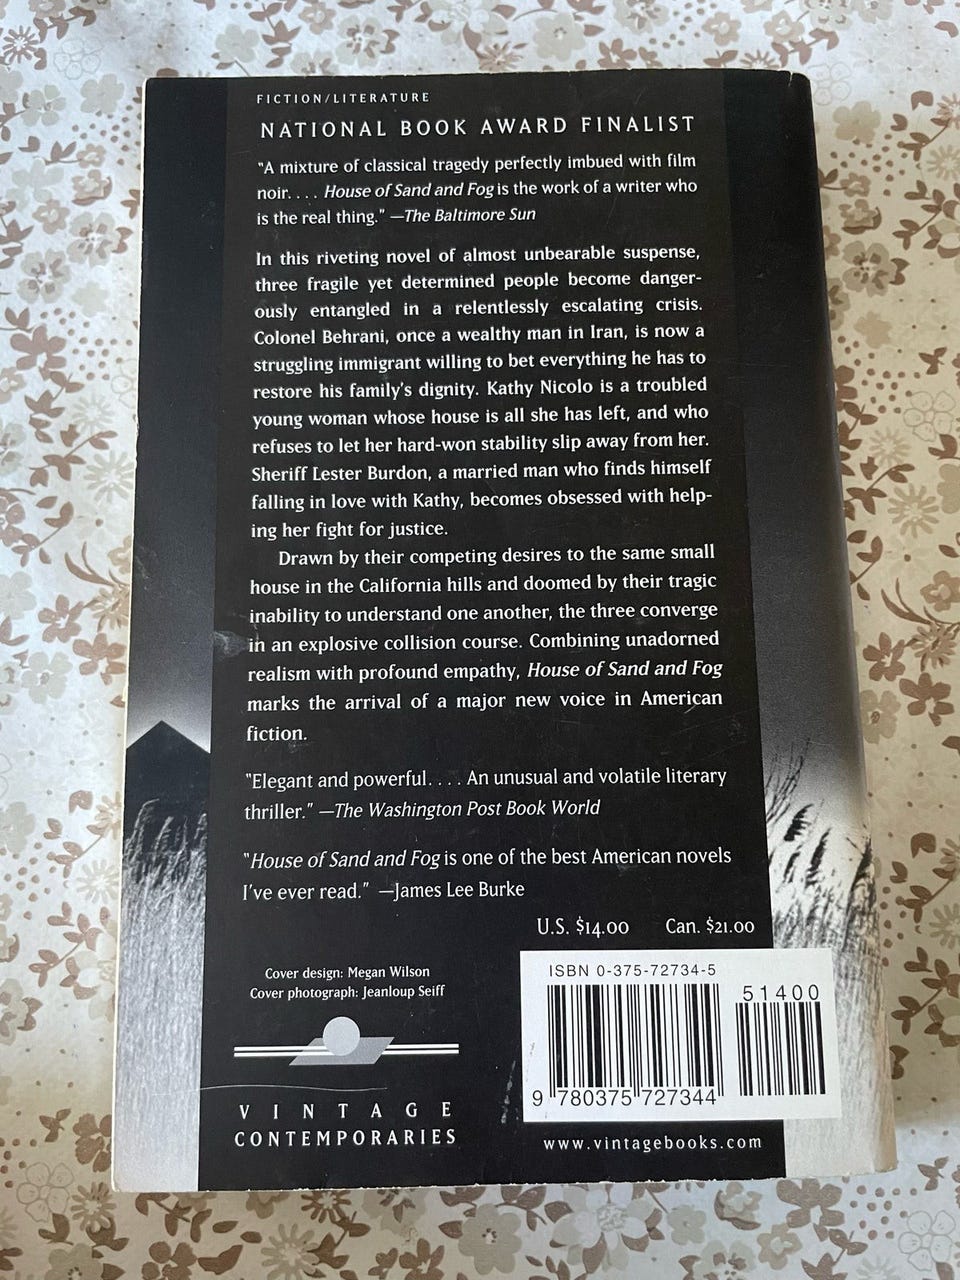 FICTION/LITERATURE
NATIONAL BOOK AWARD FINALIST
"A mixture of classical tragedy perfectly imbued with film
noir. . . . House of Sand and Fog is the work of a writer who
is the real thing." —The Baltimore Sun
In this riveting novel of almost unbearable suspense,
three fragile yet determined people become danger-
ously entangled in a relentlessly escalating crisis.
Colonel Behrani, once a wealthy man in Iran, is now a
struggling immigrant willing to bet everything he has to
restore his family's dignity. Kathy Nicolo is a troubled
young woman whose house is all she has left, and who
refuses to let her hard-won stability slip away from her.
Sheriff Lester Burdon, a married man who finds himself
falling in love with Kathy, becomes obsessed with help-
ing her fight for justice.
Drawn by their competing desires to the same small
house in the California hills and doomed by their tragic
inability to understand one another, the three converge
in an explosive collision course. Combining unadorned
realism with profound empathy, House of Sand and Fog
marks the arrival of a major new voice in American
fiction.
"Elegant and powerful. . . . An unusual and volatile literary
thriller." —The Washington Post Book World
"House of Sand and Fog is one of the best American novels
I've ever read." —James Lee Burke
U.S. $14.00 Can. $21.00
Cover design: Megan Wilson
Cover photograph: Jeanloup Seiff
ISBN 0-375-72734-5
51400
9 780375 727344
VINTAGE
CONTEMPORARIES
www.vintagebooks.com